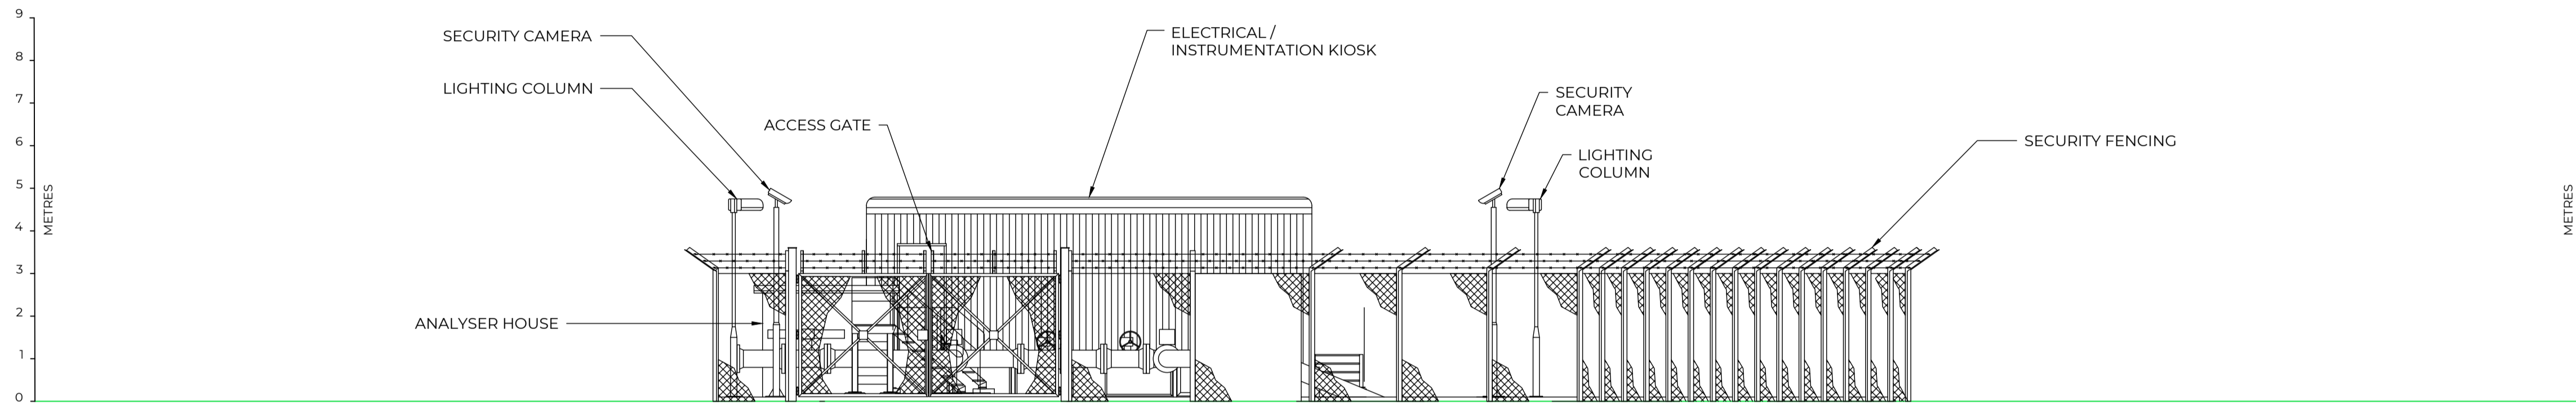 9
8
7
6
5
4
3
2
1
0
METRES
SECURITY CAMERA
LIGHTING COLUMN
ACCESS GATE
ANALYSER HOUSE
ELECTRICAL /
INSTRUMENTATION KIOSK
SECURITY
CAMERA
LIGHTING
COLUMN
SECURITY FENCING
METRES